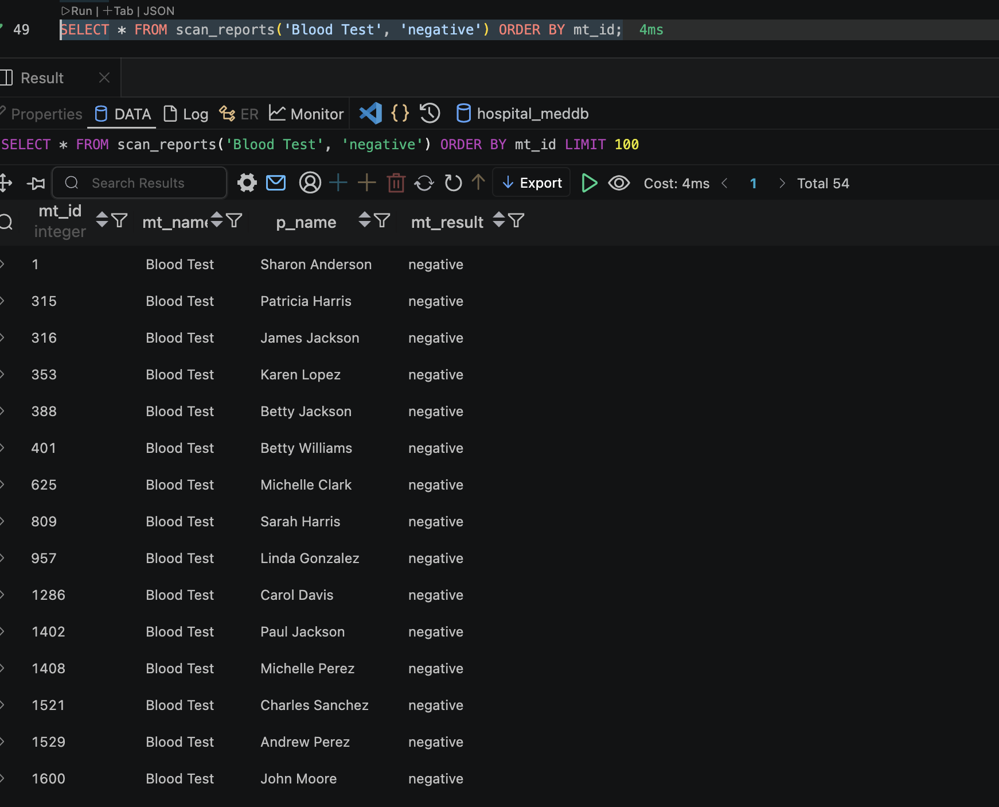 Run | Tab | JSON
49 SELECT * FROM scan_reports('Blood Test', 'negative') ORDER BY mt_id; 4ms
Result
Properties DATA Log ER Monitor {} hospital_meddb
SELECT * FROM scan_reports('Blood Test', 'negative') ORDER BY mt_id LIMIT 100
Search Results Export Cost: 4ms 1 Total 54
mt_id mt_name p_name mt_result
integer
1 Blood Test Sharon Anderson negative
315 Blood Test Patricia Harris negative
316 Blood Test James Jackson negative
353 Blood Test Karen Lopez negative
388 Blood Test Betty Jackson negative
401 Blood Test Betty Williams negative
625 Blood Test Michelle Clark negative
809 Blood Test Sarah Harris negative
957 Blood Test Linda Gonzalez negative
1286 Blood Test Carol Davis negative
1402 Blood Test Paul Jackson negative
1408 Blood Test Michelle Perez negative
1521 Blood Test Charles Sanchez negative
1529 Blood Test Andrew Perez negative
1600 Blood Test John Moore negative